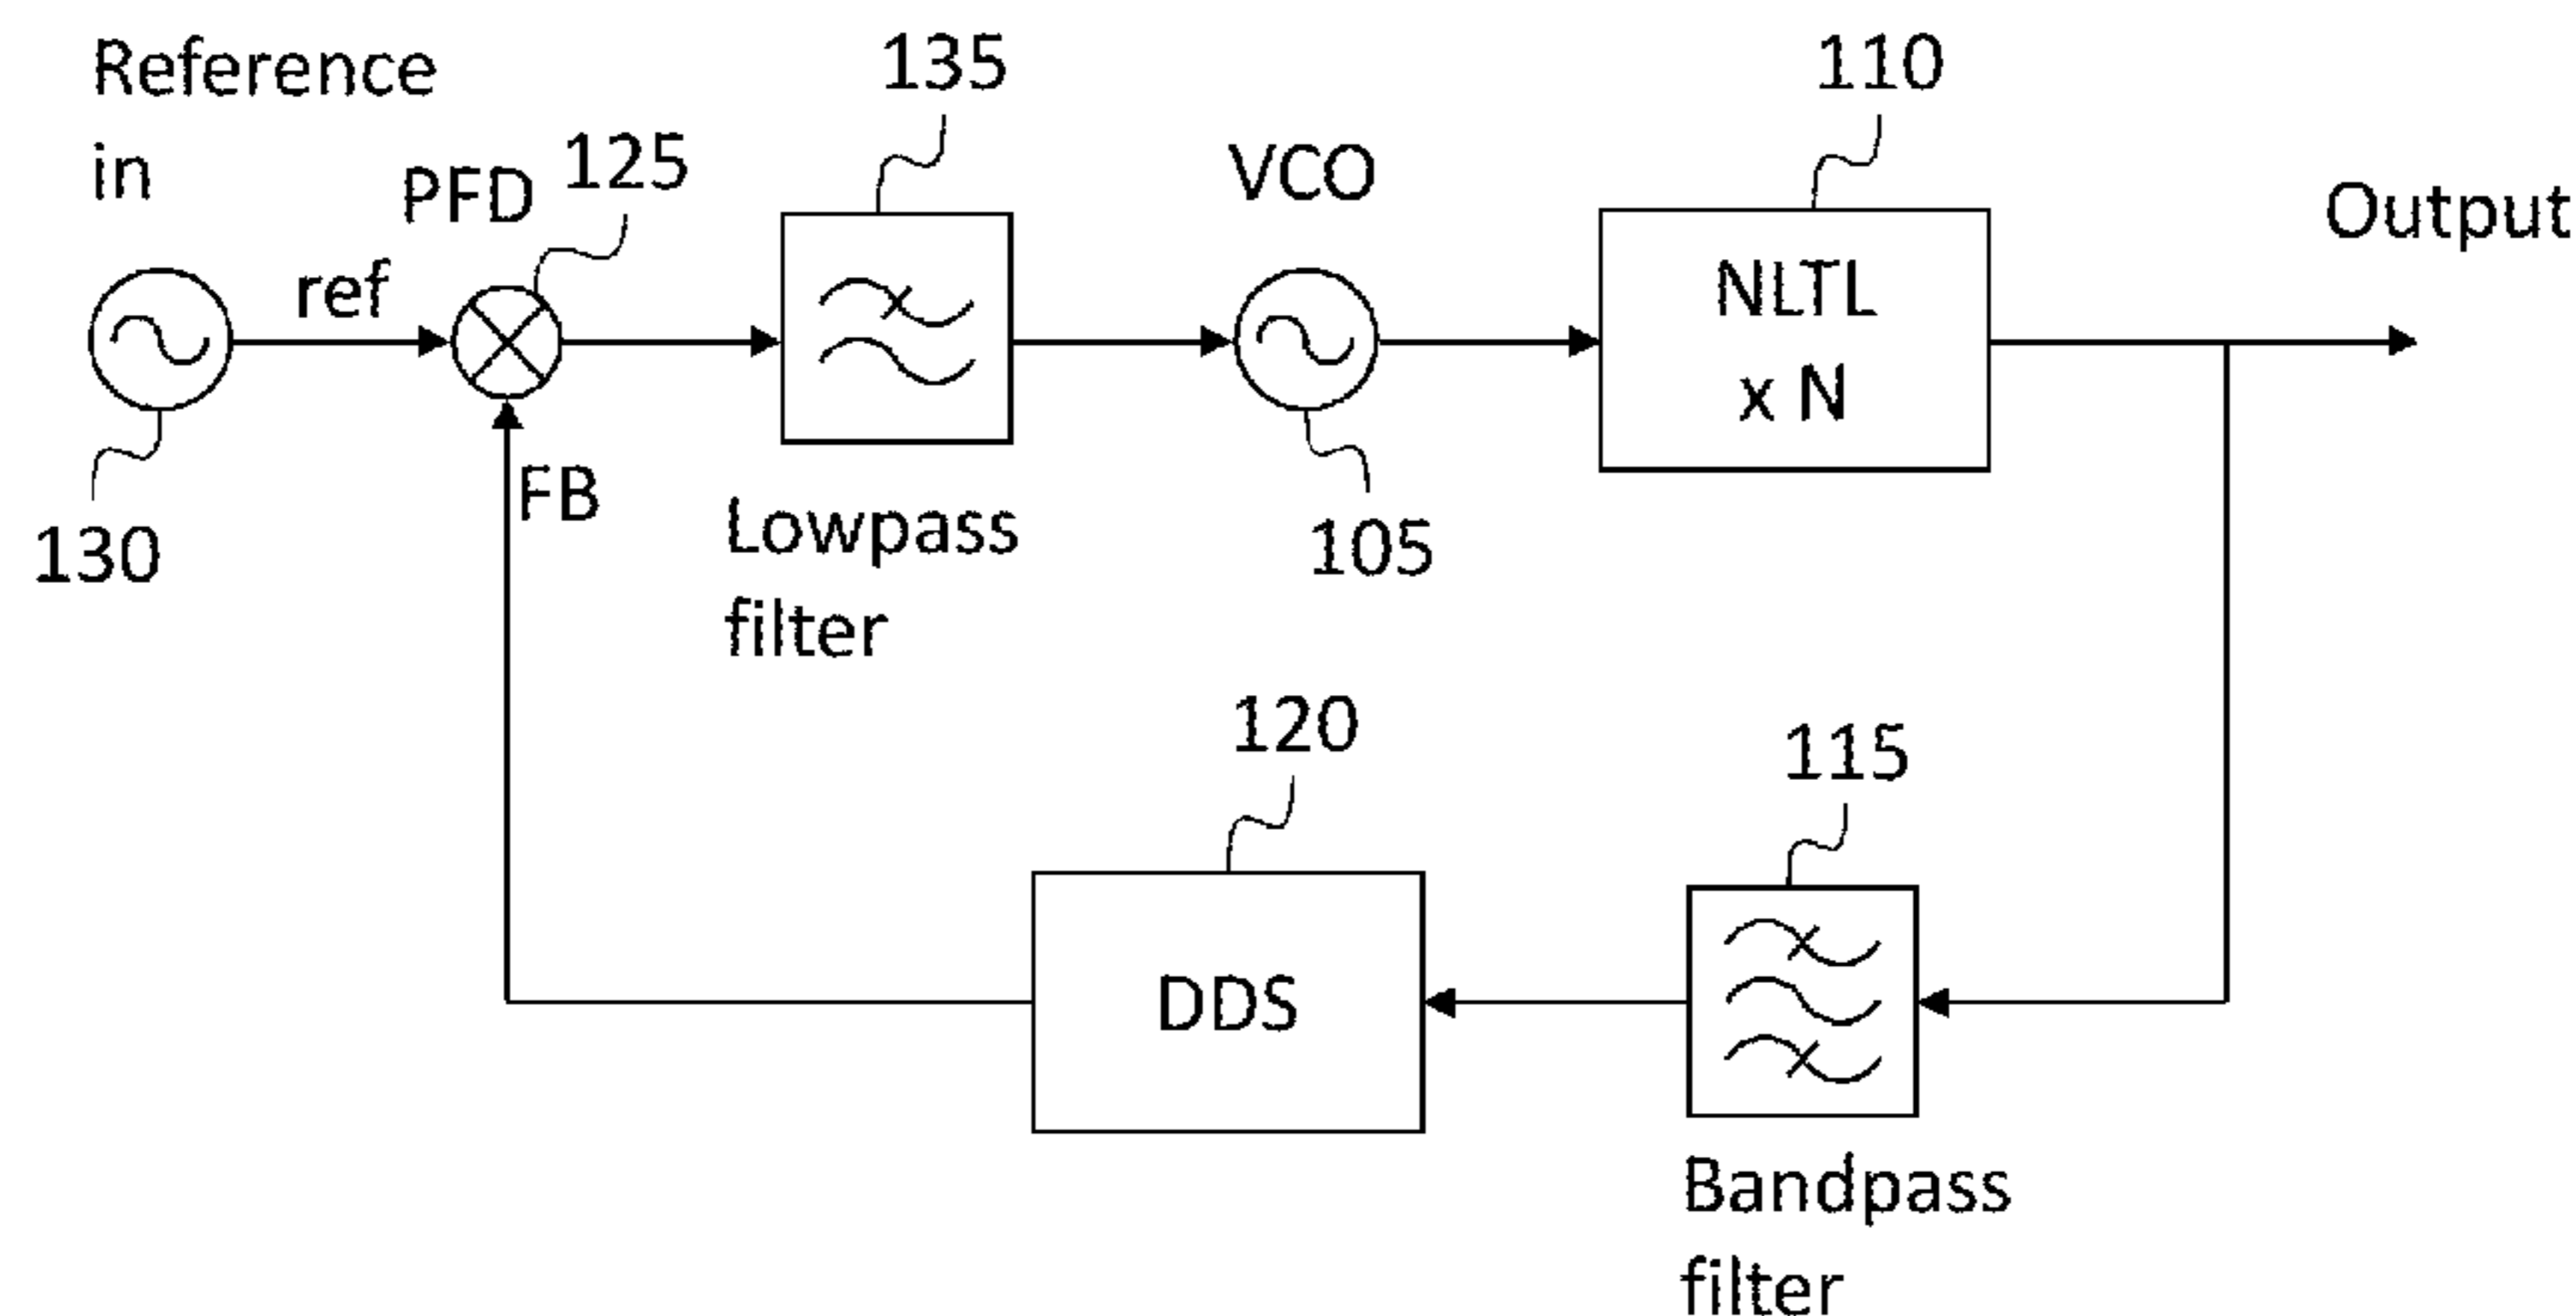 Reference
in
135
110
PFD
125
VCO
Output
ref
NLTL
x N
FB
130
Lowpass
filter
105
120
115
DDS
Bandpass
filter